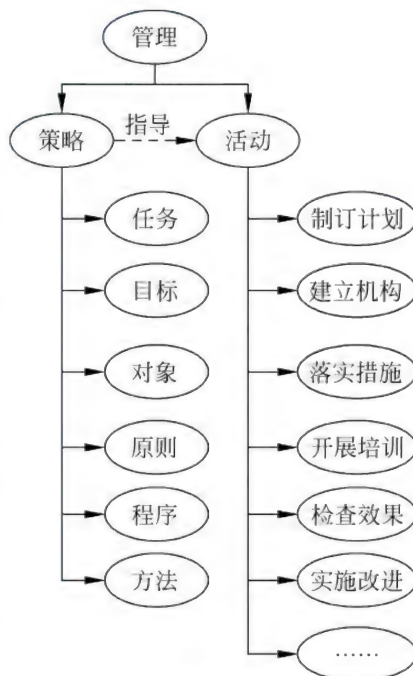 管理
策略
指导
活动
任务
制订计划
目标
建立机构
对象
落实措施
原则
开展培训
程序
检查效果
方法
实施改进
……